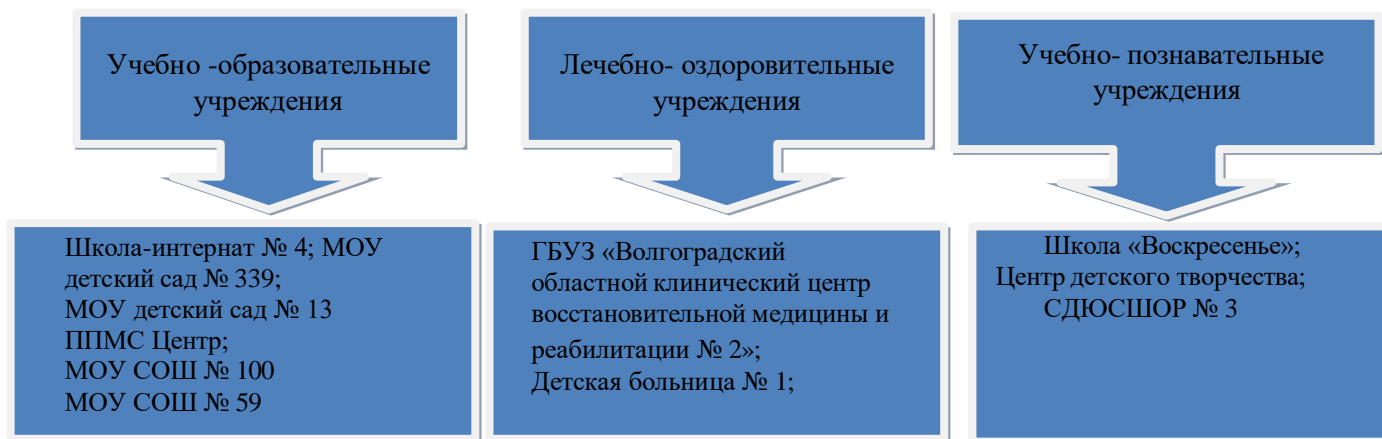 Учебно -образовательные
учреждения
Школа-интернат № 4; МОУ
детский сад № 339;
МОУ детский сад № 13
ППМС Центр;
МОУ СОШ № 100
МОУ СОШ № 59
Лечебно- оздоровительные
учреждения
ГБУЗ «Волгоградский
областной клинический центр
восстановительной медицины и
реабилитации № 2»;
Детская больница № 1;
Учебно- познавательные
учреждения
Школа «Воскресенье»;
Центр детского творчества;
СДЮСШОР № 3